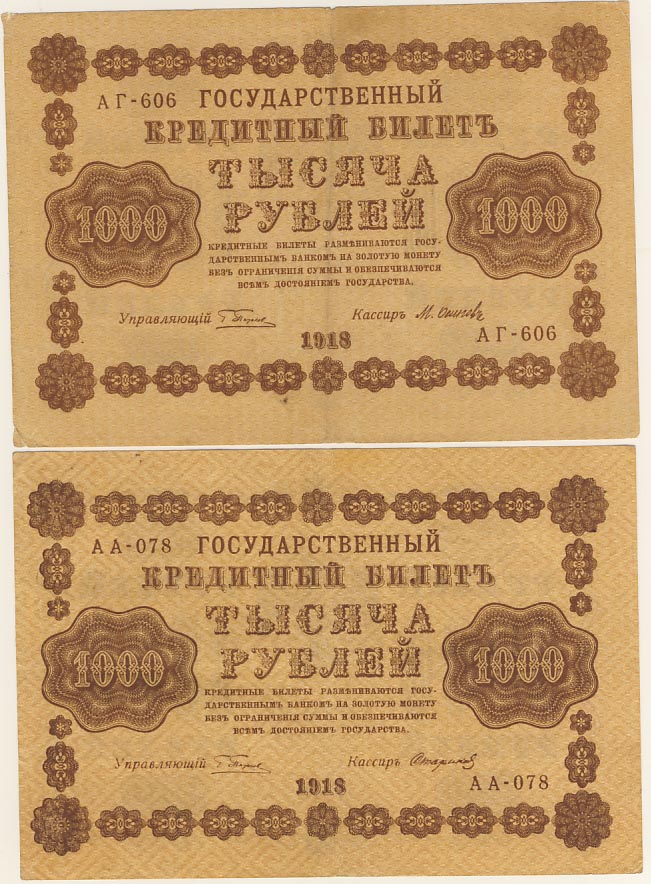 АГ-606 ГОСУДАРСТВЕННЫЙ
КРЕДИТНЫЙ БИЛЕТЪ
ТЫСЯЧА
РУБЛЕЙ
1000 1000
КРЕДИТНЫЕ БИЛЕТЫ РАЗМѢНИВАЮТСЯ ГОСУ-
ДАРСТВЕННЫМЪ БАНКОМЪ НА ЗОЛОТУЮ МОНЕТУ
БЕЗЪ ОГРАНИЧЕНІЯ СУММЫ И ОБЕЗПЕЧИВАЮТСЯ
ВСѢМЪ ДОСТОЯНІЕМЪ ГОСУДАРСТВА.
Управляющій Кассиръ
1918 АГ-606
АА-078 ГОСУДАРСТВЕННЫЙ
КРЕДИТНЫЙ БИЛЕТЪ
ТЫСЯЧА
РУБЛЕЙ
1000 1000
КРЕДИТНЫЕ БИЛЕТЫ РАЗМѢНИВАЮТСЯ ГОСУ-
ДАРСТВЕННЫМЪ БАНКОМЪ НА ЗОЛОТУЮ МОНЕТУ
БЕЗЪ ОГРАНИЧЕНІЯ СУММЫ И ОБЕЗПЕЧИВАЮТСЯ
ВСѢМЪ ДОСТОЯНІЕМЪ ГОСУДАРСТВА.
Управляющій Кассиръ
1918 АА-078